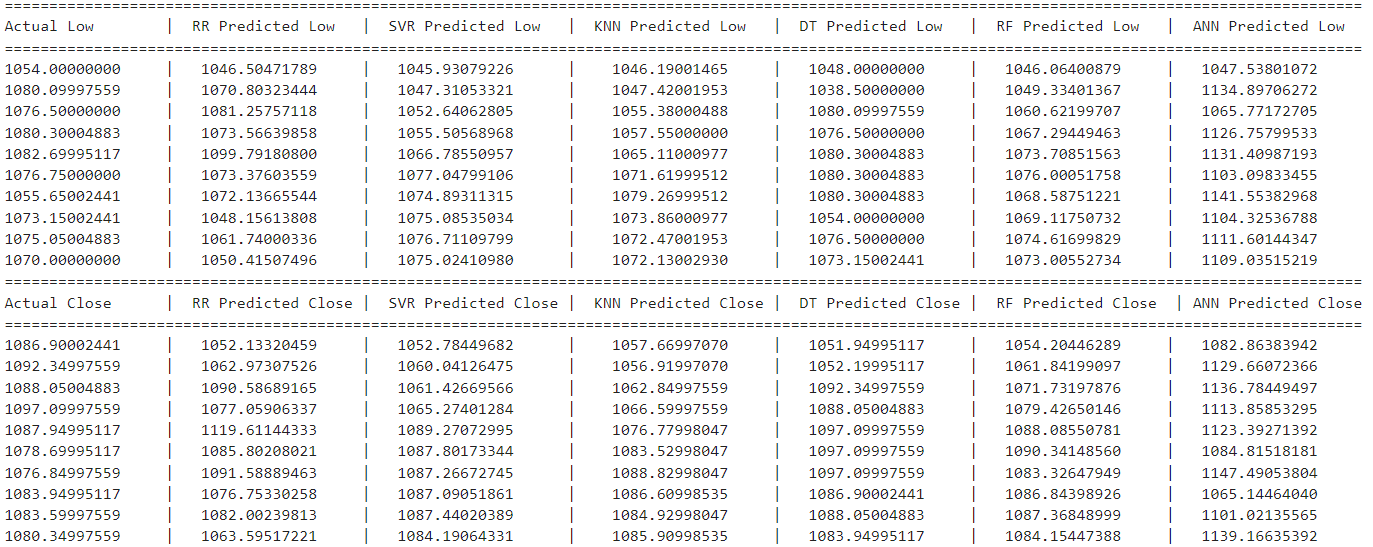 ==========================================================================================================================================================
Actual Low | RR Predicted Low | SVR Predicted Low | KNN Predicted Low | DT Predicted Low | RF Predicted Low | ANN Predicted Low
==========================================================================================================================================================
1054.00000000 | 1046.50471789 | 1045.93079226 | 1046.19001465 | 1048.00000000 | 1046.06400879 | 1047.53801072
1080.09997559 | 1070.80323444 | 1047.31053321 | 1047.42001953 | 1038.50000000 | 1049.33401367 | 1134.89706272
1076.50000000 | 1081.25757118 | 1052.64062805 | 1055.38000488 | 1080.09997559 | 1060.62199707 | 1065.77172705
1080.30004883 | 1073.56639858 | 1055.50568968 | 1057.55000000 | 1076.50000000 | 1067.29449463 | 1126.75799533
1082.69995117 | 1099.79180800 | 1066.78550957 | 1065.11000977 | 1080.30004883 | 1073.70851563 | 1131.40987193
1076.75000000 | 1073.37603559 | 1077.04799106 | 1071.61999512 | 1080.30004883 | 1076.00051758 | 1103.09833455
1055.65002441 | 1072.13665544 | 1074.89311315 | 1079.26999512 | 1080.30004883 | 1068.58751221 | 1141.55382968
1073.15002441 | 1048.15613808 | 1075.08535034 | 1073.86000977 | 1054.00000000 | 1069.11750732 | 1104.32536788
1075.05004883 | 1061.74000336 | 1076.71109799 | 1072.47001953 | 1076.50000000 | 1074.61699829 | 1111.60144347
1070.00000000 | 1050.41507496 | 1075.02410980 | 1072.13002930 | 1073.15002441 | 1073.00552734 | 1109.03515219
==========================================================================================================================================================
Actual Close | RR Predicted Close | SVR Predicted Close | KNN Predicted Close | DT Predicted Close | RF Predicted Close | ANN Predicted Close
==========================================================================================================================================================
1086.90002441 | 1052.13320459 | 1052.78449682 | 1057.66997070 | 1051.94995117 | 1054.20446289 | 1082.86383942
1092.34997559 | 1062.97307526 | 1060.04126475 | 1056.91997070 | 1052.19995117 | 1061.84199097 | 1129.66072366
1088.05004883 | 1090.58689165 | 1061.42669566 | 1062.84997559 | 1092.34997559 | 1071.73197876 | 1136.78449497
1097.09997559 | 1077.05906337 | 1065.27401284 | 1066.59997559 | 1088.05004883 | 1079.42650146 | 1113.85853295
1087.94995117 | 1119.61144333 | 1089.27072995 | 1076.77998047 | 1097.09997559 | 1088.08550781 | 1123.39271392
1078.69995117 | 1085.80208021 | 1087.80173344 | 1083.52998047 | 1097.09997559 | 1090.34148560 | 1084.81518181
1076.84997559 | 1091.58889463 | 1087.26672745 | 1088.82998047 | 1097.09997559 | 1083.32647949 | 1147.49053804
1083.94995117 | 1076.75330258 | 1087.09051861 | 1086.60998535 | 1086.90002441 | 1086.84398926 | 1065.14464040
1083.59997559 | 1082.00239813 | 1087.44020389 | 1084.92998047 | 1088.05004883 | 1087.36848999 | 1101.02135565
1080.34997559 | 1063.59517221 | 1084.19064331 | 1085.90998535 | 1083.94995117 | 1084.15447388 | 1139.16635392